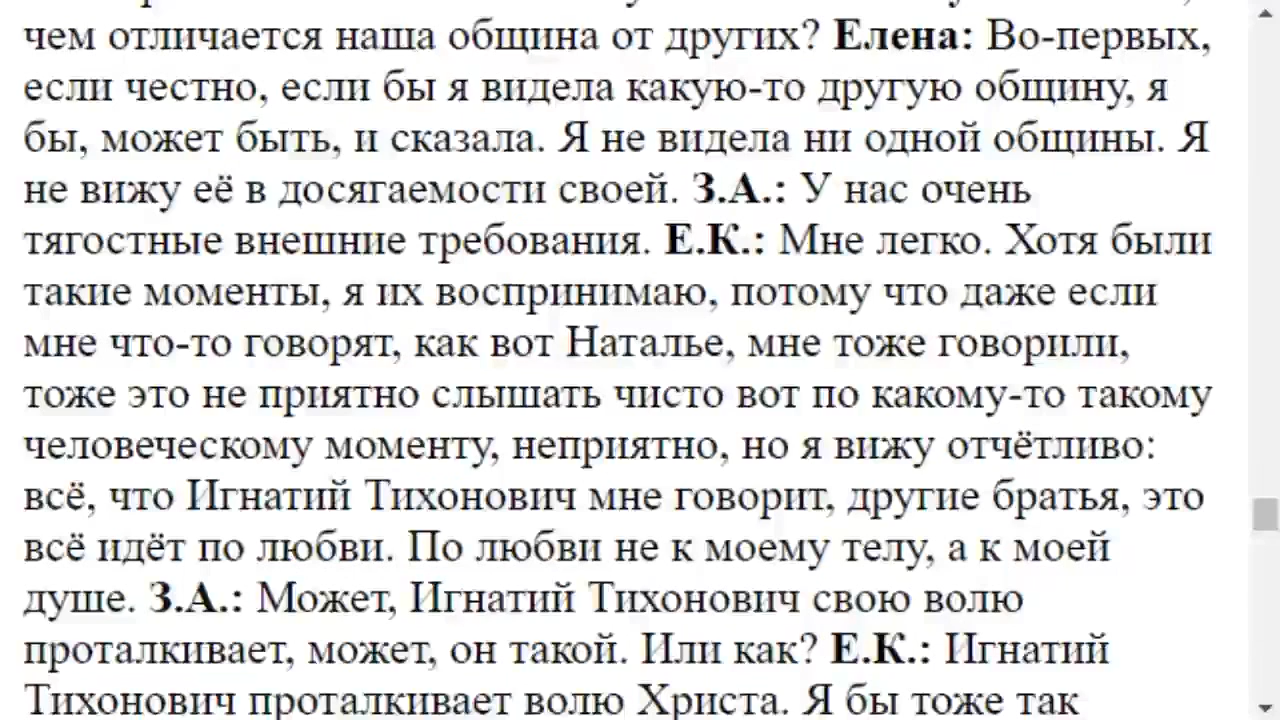 чем отличается наша община от других? Елена: Во-первых,
если честно, если бы я видела какую-то другую общину, я
бы, может быть, и сказала. Я не видела ни одной общины. Я
не вижу её в досягаемости своей. З.А.: У нас очень
тягостные внешние требования. Е.К.: Мне легко. Хотя были
такие моменты, я их воспринимаю, потому что даже если
мне что-то говорят, как вот Наталье, мне тоже говорили,
тоже это не приятно слышать чисто вот по какому-то такому
человеческому моменту, неприятно, но я вижу отчётливо:
всё, что Игнатий Тихонович мне говорит, другие братья, это
всё идёт по любви. По любви не к моему телу, а к моей
душе. З.А.: Может, Игнатий Тихонович свою волю
проталкивает, может, он такой. Или как? Е.К.: Игнатий
Тихонович проталкивает волю Христа. Я бы тоже так